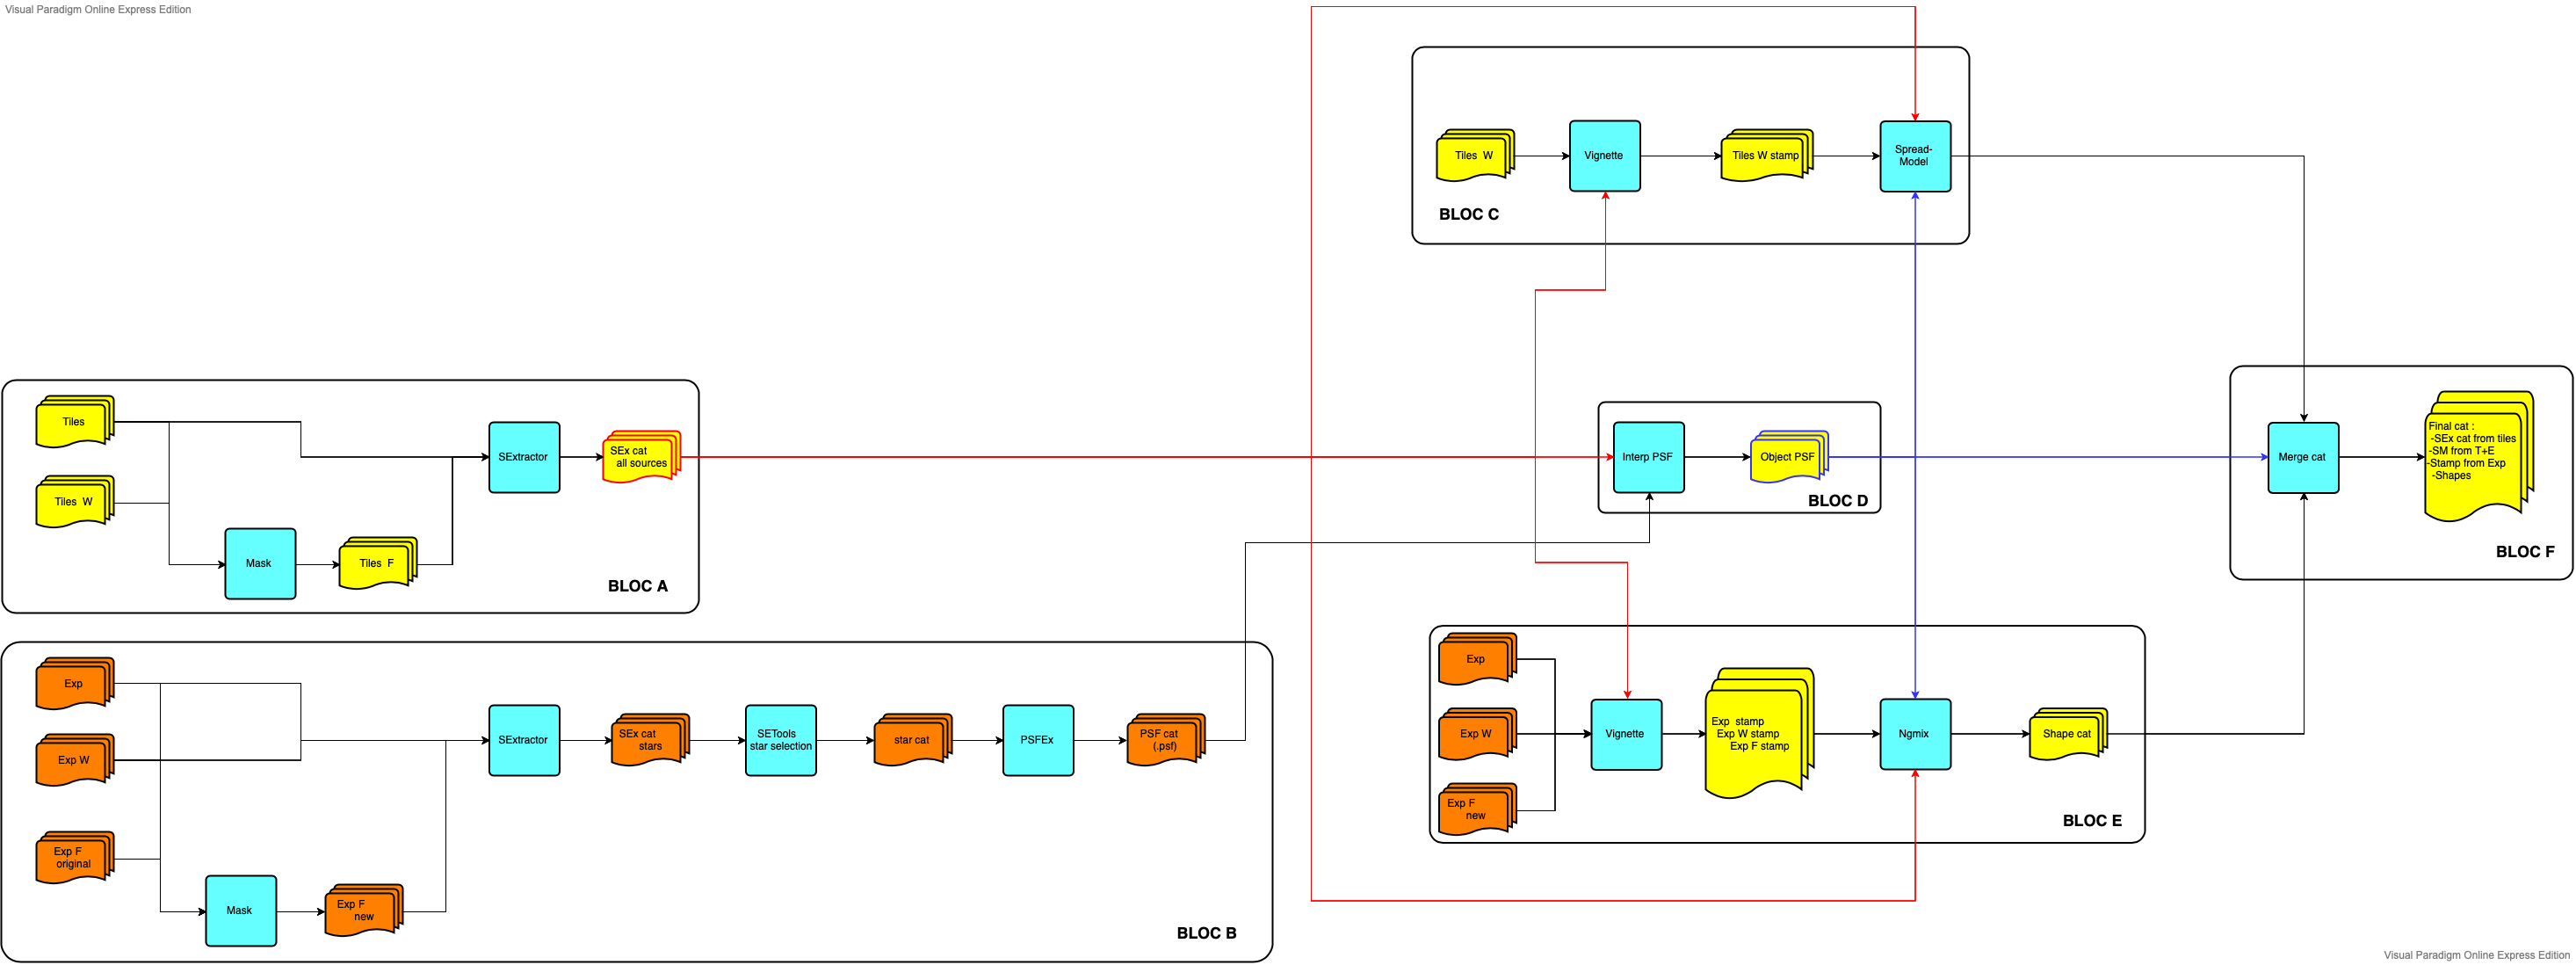 Visual Paradigm Online Express Edition
Tiles W
Vignette
Tiles W stamp
Spread-
Model
BLOC C
Tiles
Tiles W
SExtractor
SEx cat
all sources
Mask
Tiles F
BLOC A
Interp PSF
Object PSF
BLOC D
Merge cat
Final cat :
-SEx cat from tiles
-SM from T+E
-Stamp from Exp
-Shapes
BLOC F
Exp
Exp W
Exp F
original
Mask
Exp F
new
SExtractor
SEx cat
stars
SETools
star selection
star cat
PSFEx
PSF cat
(.psf)
BLOC B
Exp
Exp W
Exp F
new
Vignette
Exp stamp
Exp W stamp
Exp F stamp
Ngmix
Shape cat
BLOC E
Visual Paradigm Online Express Edition